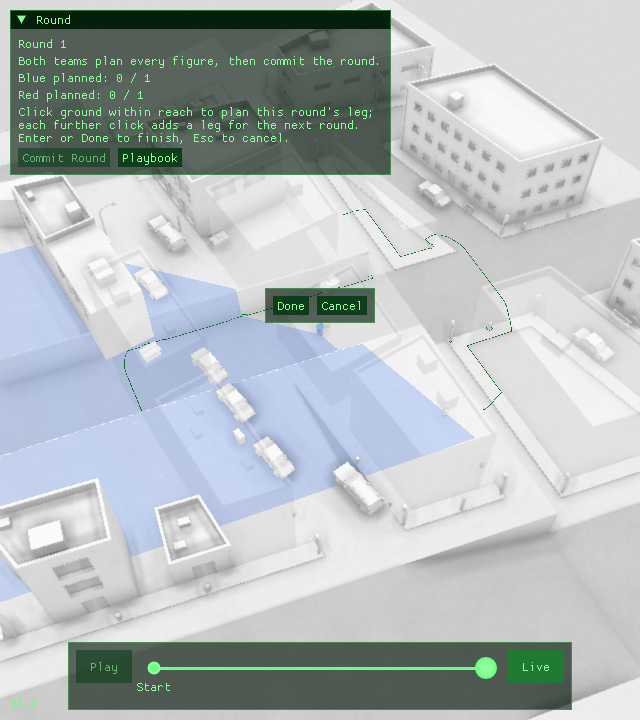 Round
Round 1
Both teams plan every figure, then commit the round.
Blue planned: 0 / 1
Red planned: 0 / 1
Click ground within reach to plan this round's leg;
each further click adds a leg for the next round.
Enter or Done to finish, Esc to cancel.
Commit Round Playbook
Done Cancel
Play
Live
Start